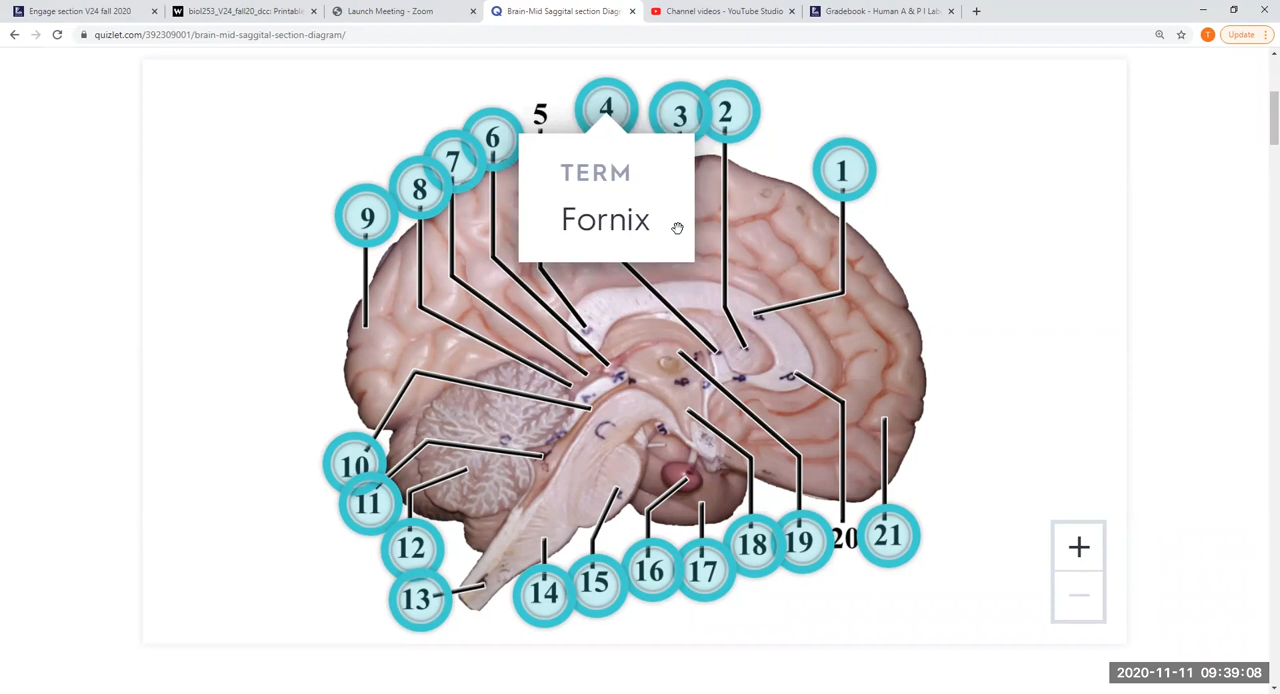 Engage section V24 fall 2020
biol253_V24_fall20_dcc: Printable
Launch Meeting - Zoom
Brain-Mid Saggital section Diag
Channel videos - YouTube Studio
Gradebook - Human A & P I Lab
quizlet.com/392309001/brain-mid-saggital-section-diagram/
T
Update
4
5
3
2
6
7
1
8
9
TERM
Fornix
10
11
12
13
14
15
16
17
18
19
20
21
2020-11-11 09:39:08